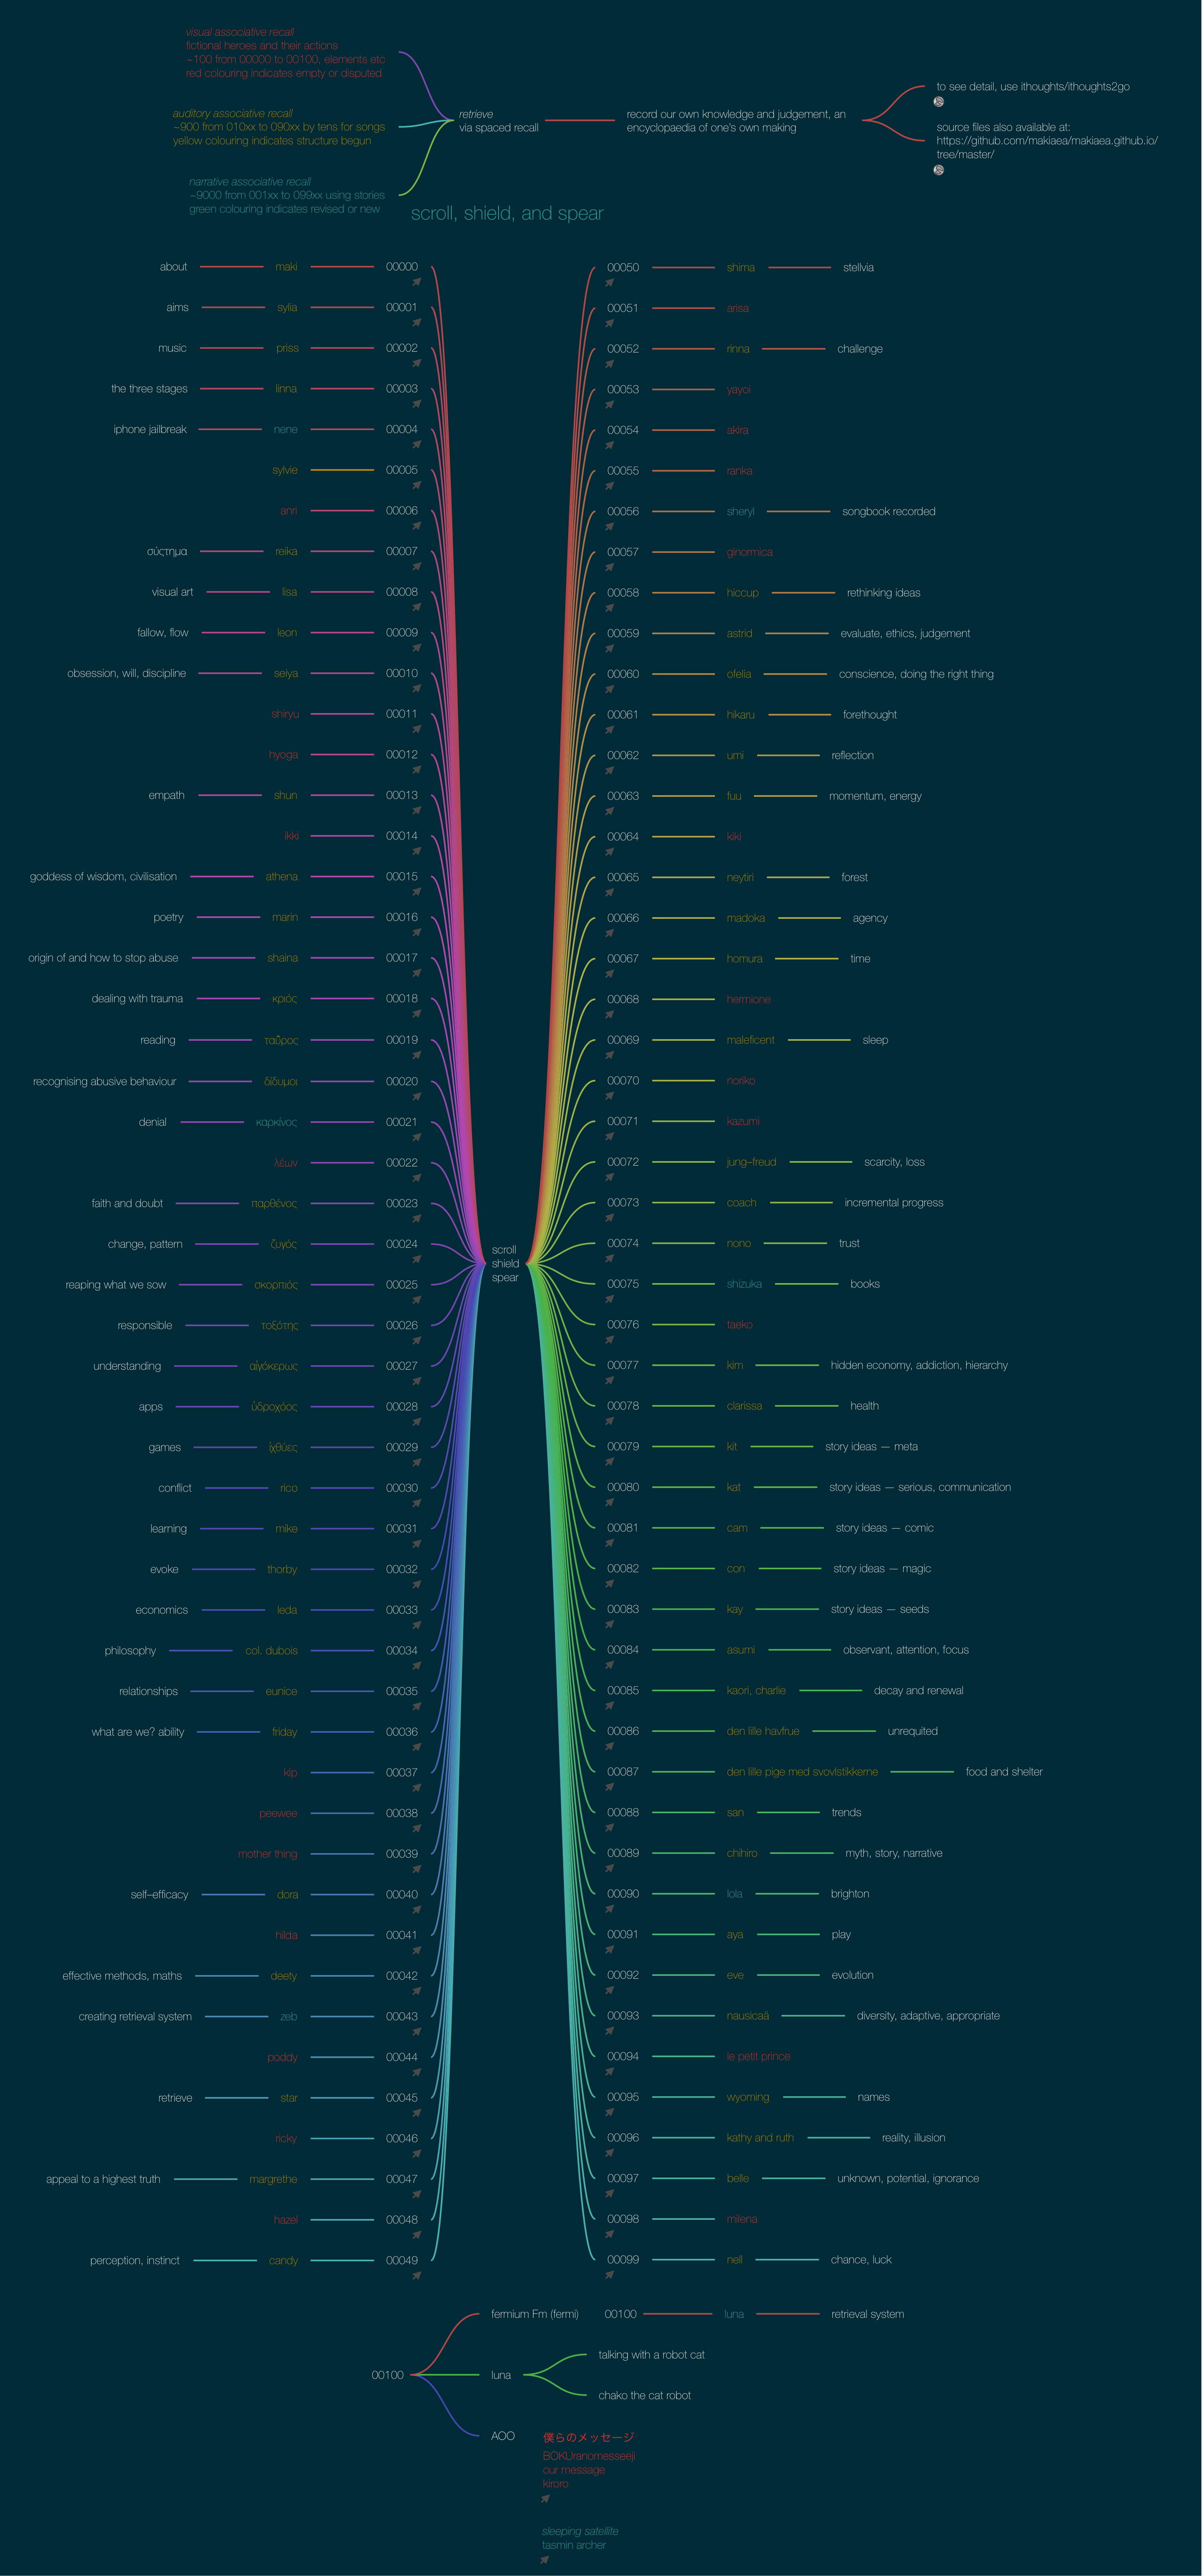 visual associative recall
fictional heroes and their actions
~100 from 00000 to 00100, elements etc
red colouring indicates empty or disputed
auditory associative recall
~900 from 010xx to 090xx by tens for songs
yellow colouring indicates structure begun
narrative associative recall
~9000 from 001xx to 099xx using stories
green colouring indicates revised or new
retrieve
via spaced recall
record our own knowledge and judgement, an
encyclopaedia of one's own making
to see detail, use ithoughts/ithoughts2go
source files also available at:
https://github.com/makiaea/makiaea.github.io/
tree/master/
scroll, shield, and spear
about maki 00000
aims sylia 00001
music priss 00002
the three stages linna 00003
iphone jailbreak nene 00004
sylvie 00005
anri 00006
σύςτημα reika 00007
visual art lisa 00008
fallow, flow leon 00009
obsession, will, discipline seiya 00010
shiryu 00011
hyoga 00012
empath shun 00013
ikki 00014
goddess of wisdom, civilisation athena 00015
poetry marin 00016
origin of and how to stop abuse shaina 00017
dealing with trauma κριός 00018
reading ταῦρος 00019
recognising abusive behaviour δίδυμοι 00020
denial καρκίνος 00021
λέων 00022
faith and doubt παρθένος 00023
change, pattern ζυγός 00024
reaping what we sow σκορπιός 00025
responsible τοξότης 00026
understanding αἰγόκερως 00027
apps ὑδροχόος 00028
games ἰχθύες 00029
conflict rico 00030
learning mike 00031
evoke thorby 00032
economics leda 00033
philosophy col. dubois 00034
relationships eunice 00035
what are we? ability friday 00036
kip 00037
peewee 00038
mother thing 00039
self-efficacy dora 00040
hilda 00041
effective methods, maths deety 00042
creating retrieval system zeb 00043
poddy 00044
retrieve star 00045
ricky 00046
appeal to a highest truth margrethe 00047
hazel 00048
perception, instinct candy 00049
scroll
shield
spear
00050 shima stellvia
00051 arisa
00052 rinna challenge
00053 yayoi
00054 akira
00055 ranka
00056 sheryl songbook recorded
00057 ginormica
00058 hiccup rethinking ideas
00059 astrid evaluate, ethics, judgement
00060 ofelia conscience, doing the right thing
00061 hikaru forethought
00062 umi reflection
00063 fuu momentum, energy
00064 kiki
00065 neytiri forest
00066 madoka agency
00067 homura time
00068 hermione
00069 maleficent sleep
00070 noriko
00071 kazumi
00072 jung-freud scarcity, loss
00073 coach incremental progress
00074 nono trust
00075 shizuka books
00076 taeko
00077 kim hidden economy, addiction, hierarchy
00078 clarissa health
00079 kit story ideas — meta
00080 kat story ideas — serious, communication
00081 cam story ideas — comic
00082 con story ideas — magic
00083 kay story ideas — seeds
00084 asumi observant, attention, focus
00085 kaori, charlie decay and renewal
00086 den lille havfrue unrequited
00087 den lille pige med svovlstikkerne food and shelter
00088 san trends
00089 chihiro myth, story, narrative
00090 lola brighton
00091 aya play
00092 eve evolution
00093 nausicaä diversity, adaptive, appropriate
00094 le petit prince
00095 wyoming names
00096 kathy and ruth reality, illusion
00097 belle unknown, potential, ignorance
00098 milena
00099 nell chance, luck
fermium Fm (fermi) 00100 luna retrieval system
talking with a robot cat
00100 luna
chako the cat robot
AOO
僕らのメッセージ
BOKUranomesseeji
our message
kiroro
sleeping satellite
tasmin archer